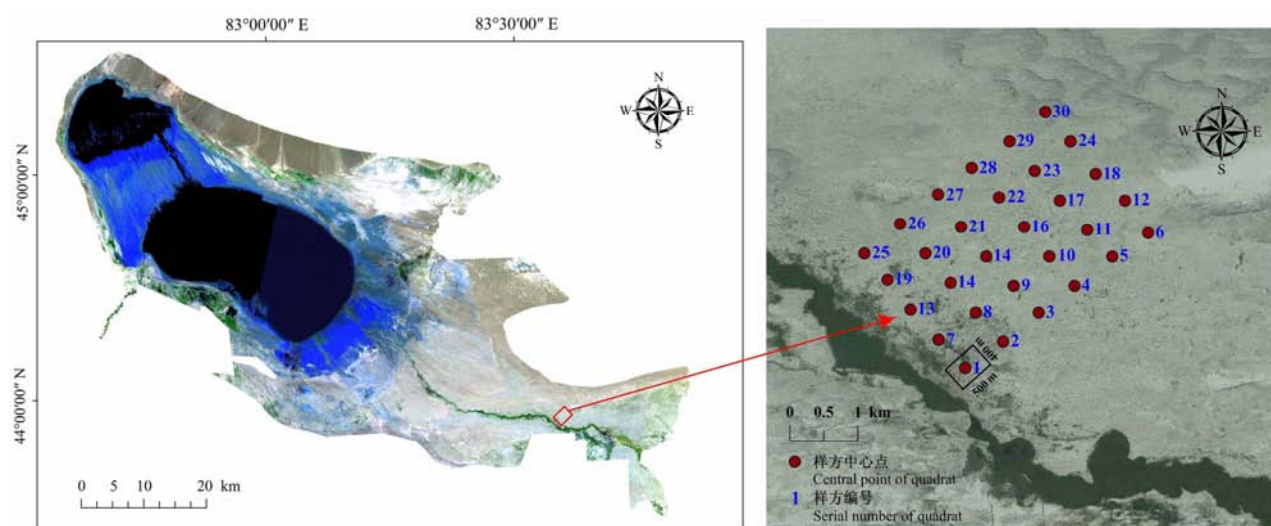 83°00′00″ E
83°30′00″ E
45°00′00″ N
44°00′00″ N
N
W E
S
0 10 20 km
N
W E
S
30
29 24
28 23 18
27 22 17 12
26 21 16 11 6
25 20 14 10 5
19 14 9 4
13 8 3
7 2
1
400 m
500 m
0 0.5 1 km
样方中心点
Central point of quadrat
1 样方编号
Serial number of quadrat